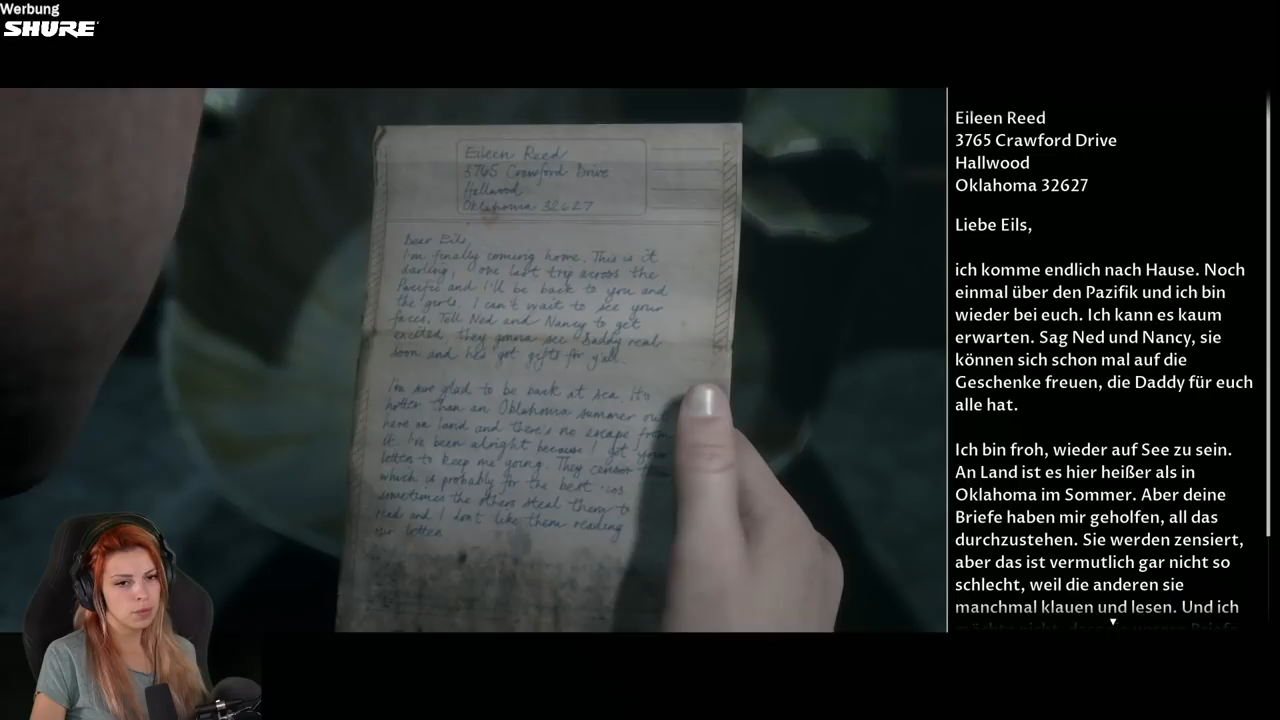 Werbung
SHURE
Eileen Reed
3765 Crawford Drive
Hallwood
Oklahoma 32627
Dear Eils,
I'm finally coming home. This is it
darling, one last trip across the
Pacific and I'll be back to you and
the girls. I can't wait to see your
faces. Tell Ned and Nancy to get
excited they gonna see Daddy real
soon and he's got gifts for y'all.
I'm sure glad to be back at sea. It's
hotter than an Oklahoma summer out
here on land and there's no escape from
it. I've been alright because I got your
letters to keep me going. They censor
which is probably for the best 'cos
sometimes the others steal them to
read and I don't like them reading
our letters
Eileen Reed
3765 Crawford Drive
Hallwood
Oklahoma 32627
Liebe Eils,
ich komme endlich nach Hause. Noch
einmal über den Pazifik und ich bin
wieder bei euch. Ich kann es kaum
erwarten. Sag Ned und Nancy, sie
können sich schon mal auf die
Geschenke freuen, die Daddy für euch
alle hat.
Ich bin froh, wieder auf See zu sein.
An Land ist es hier heißer als in
Oklahoma im Sommer. Aber deine
Briefe haben mir geholfen, all das
durchzustehen. Sie werden zensiert,
aber das ist vermutlich gar nicht so
schlecht, weil die anderen sie
manchmal klauen und lesen. Und ich